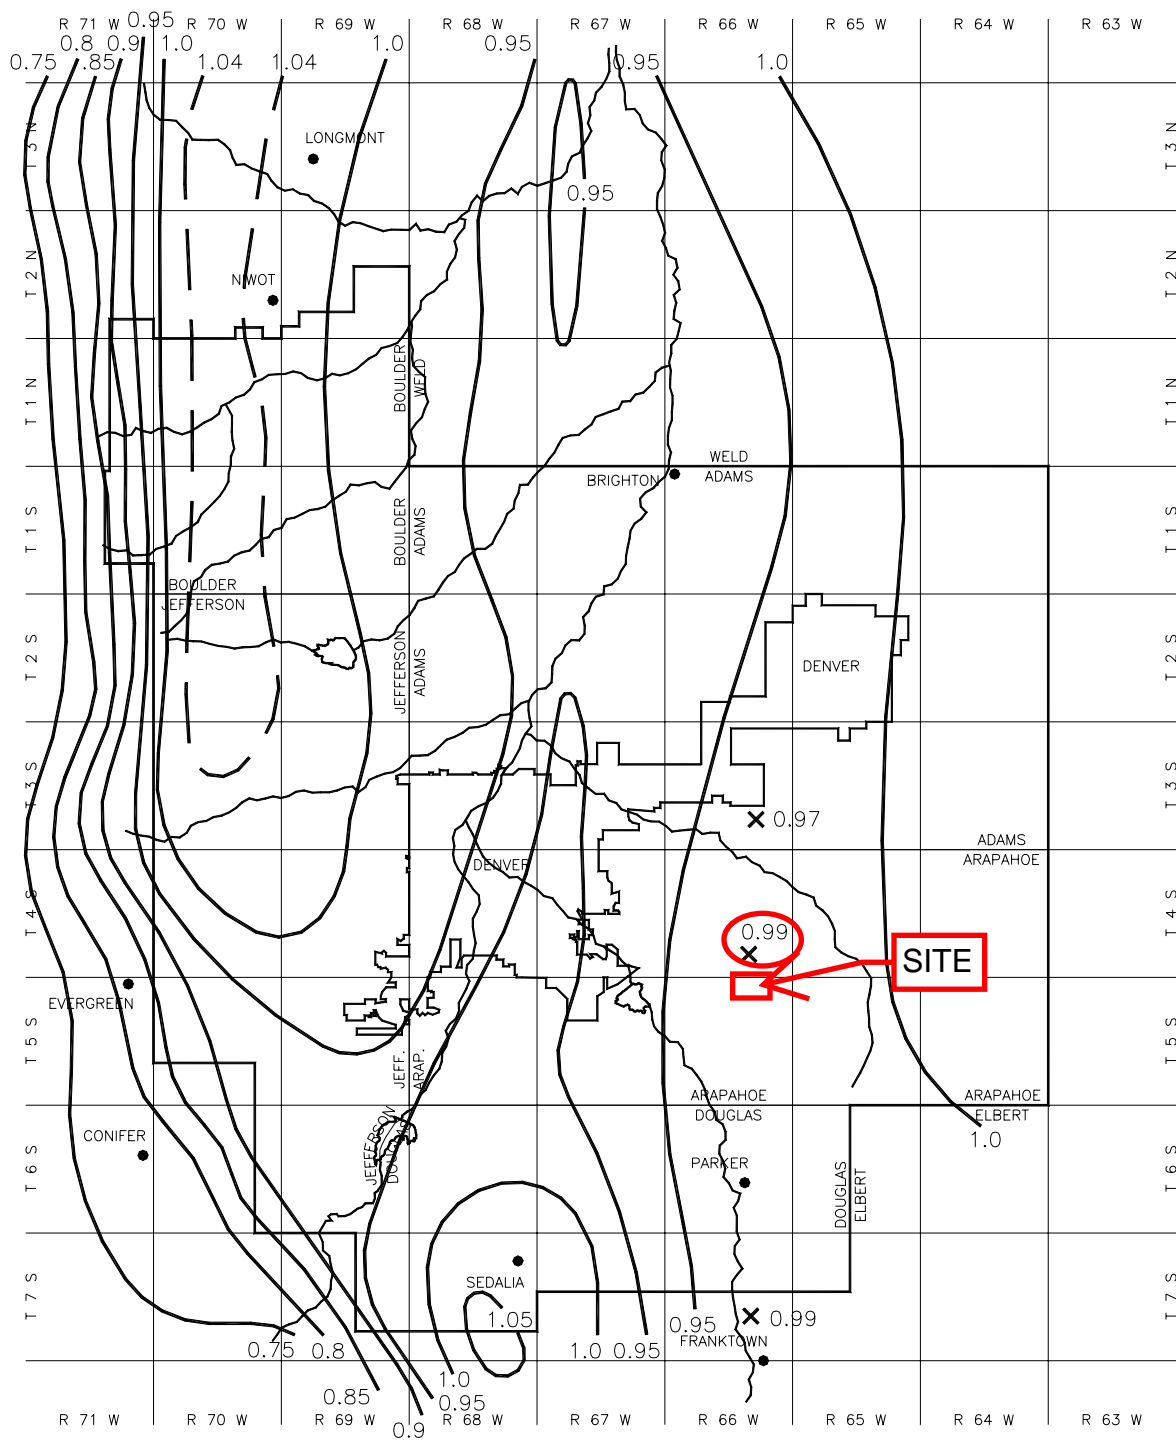 R 71 W
R 70 W
R 69 W
R 68 W
R 67 W
R 66 W
R 65 W
R 64 W
R 63 W
0.95
0.8
0.9
1.0
1.0
0.95
0.75
.85
1.04
1.04
0.95
1.0
T 3 N
LONGMONT
T 3 N
0.95
T 2 N
NIWOT
T 2 N
BOULDER
WELD
T 1 N
T 1 N
WELD
BRIGHTON
ADAMS
T 1 S
BOULDER
ADAMS
T 1 S
BOULDER
JEFFERSON
T 2 S
JEFFERSON
ADAMS
DENVER
T 2 S
T 3 S
0.97
T 3 S
ADAMS
ARAPAHOE
DENVER
T 4 S
0.99
T 4 S
SITE
EVERGREEN
T 5 S
JEFF.
ARAP.
T 5 S
ARAPAHOE
DOUGLAS
ARAPAHOE
ELBERT
1.0
CONIFER
JEFFERSON
DOUGLAS
T 6 S
PARKER
DOUGLAS
ELBERT
T 6 S
T 7 S
SEDALIA
1.05
0.95
0.99
T 7 S
FRANKTOWN
0.75
0.8
1.0
0.95
1.0
0.85
0.95
0.9
R 71 W
R 70 W
R 69 W
R 68 W
R 67 W
R 66 W
R 65 W
R 64 W
R 63 W